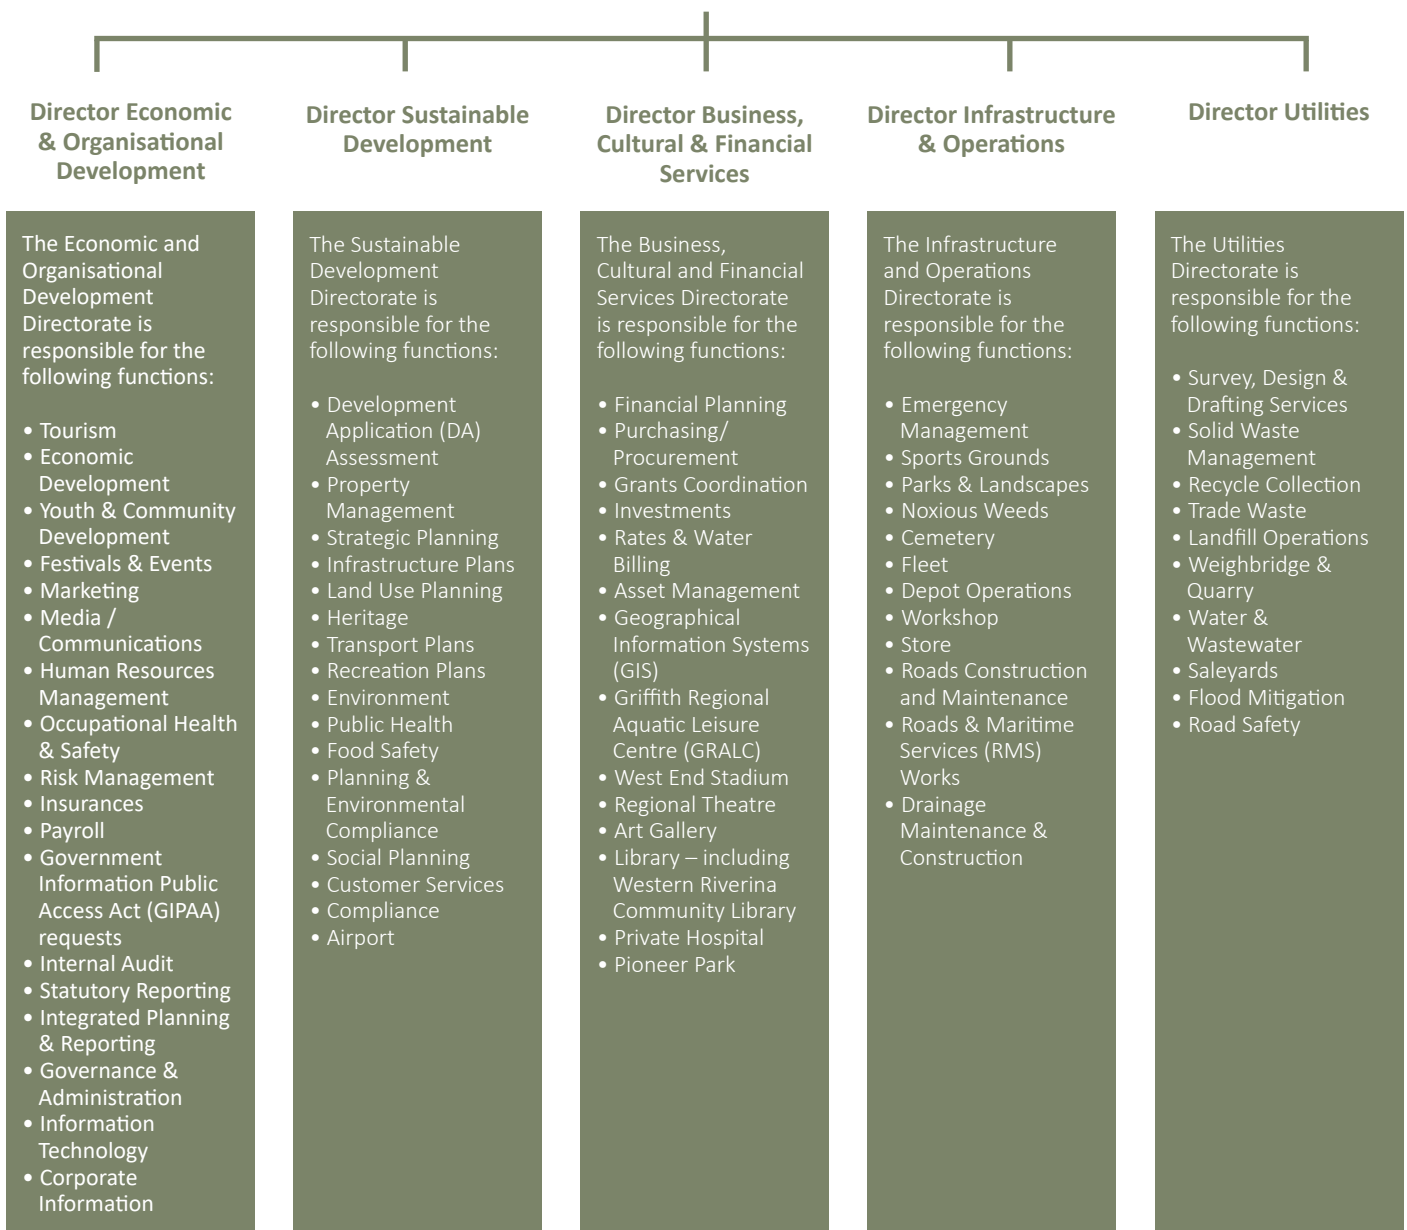 Director Economic
& Organisational
Development
The Economic and
Organisational
Development
Directorate is
responsible for the
following functions:
• Tourism
• Economic
Development
• Youth & Community
Development
• Festivals & Events
• Marketing
• Media /
Communications
• Human Resources
Management
• Occupational Health
& Safety
• Risk Management
• Insurances
• Payroll
• Government
Information Public
Access Act (GIPAA)
requests
• Internal Audit
• Statutory Reporting
• Integrated Planning
& Reporting
• Governance &
Administration
• Information
Technology
• Corporate
Information
Director Sustainable
Development
The Sustainable
Development
Directorate is
responsible for the
following functions:
• Development
Application (DA)
Assessment
• Property
Management
• Strategic Planning
• Infrastructure Plans
• Land Use Planning
• Heritage
• Transport Plans
• Recreation Plans
• Environment
• Public Health
• Food Safety
• Planning &
Environmental
Compliance
• Social Planning
• Customer Services
• Compliance
• Airport
Director Business,
Cultural & Financial
Services
The Business,
Cultural and Financial
Services Directorate
is responsible for the
following functions:
• Financial Planning
• Purchasing/
Procurement
• Grants Coordination
• Investments
• Rates & Water
Billing
• Asset Management
• Geographical
Information Systems
(GIS)
• Griffith Regional
Aquatic Leisure
Centre (GRALC)
• West End Stadium
• Regional Theatre
• Art Gallery
• Library – including
Western Riverina
Community Library
• Private Hospital
• Pioneer Park
Director Infrastructure
& Operations
The Infrastructure
and Operations
Directorate is
responsible for the
following functions:
• Emergency
Management
• Sports Grounds
• Parks & Landscapes
• Noxious Weeds
• Cemetery
• Fleet
• Depot Operations
• Workshop
• Store
• Roads Construction
and Maintenance
• Roads & Maritime
Services (RMS)
Works
• Drainage
Maintenance &
Construction
Director Utilities
The Utilities
Directorate is
responsible for the
following functions:
• Survey, Design &
Drafting Services
• Solid Waste
Management
• Recycle Collection
• Trade Waste
• Landfill Operations
• Weighbridge &
Quarry
• Water &
Wastewater
• Saleyards
• Flood Mitigation
• Road Safety